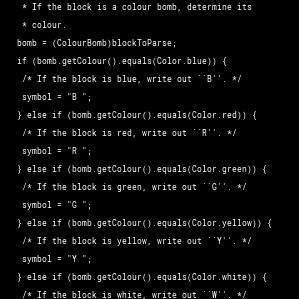 * If the block is a colour bomb, determine its
* colour.
bomb = (ColourBomb)blockToParse;
if (bomb.getColour().equals(Color.blue)) {
/* If the block is blue, write out ``B''. */
symbol = "B ";
} else if (bomb.getColour().equals(Color.red)) {
/* If the block is red, write out ``R''. */
symbol = "R ";
} else if (bomb.getColour().equals(Color.green)) {
/* If the block is green, write out ``G''. */
symbol = "G ";
} else if (bomb.getColour().equals(Color.yellow)) {
/* If the block is yellow, write out ``Y''. */
symbol = "Y ";
} else if (bomb.getColour().equals(Color.white)) {
/* If the block is white, write out ``W''. */